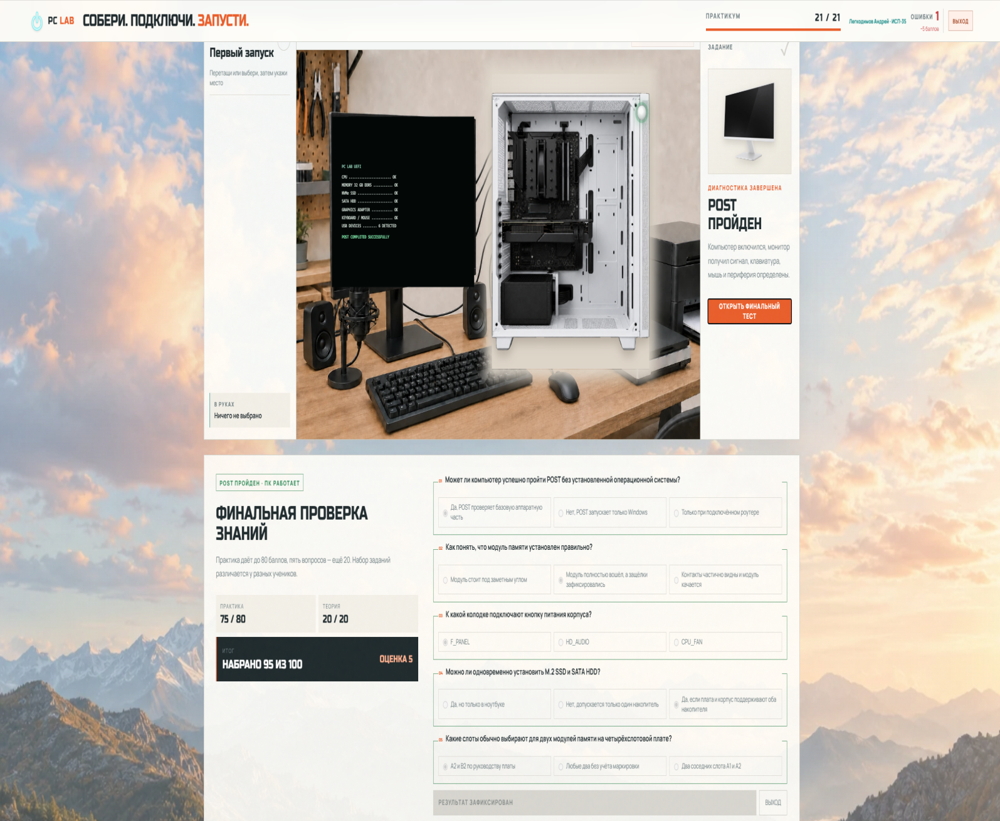 PC LAB
СОБЕРИ. ПОДКЛЮЧИ. ЗАПУСТИ.
ПРАКТИКУМ
21 / 21
Легкодимов Андрей · ИСП-35
ОШИБКИ 1
-5 баллов
ВЫХОД
Первый запуск
Перетащи или выбери, затем укажи
место
В РУКАХ
Ничего не выбрано
PC LAB UEFI
CPU ........................ OK
MEMORY 32 GB DDR5 ........... OK
NVMe SSD .................... OK
SATA HDD .................... OK
GRAPHICS ADAPTER ............ OK
KEYBOARD / MOUSE ............ OK
USB DEVICES ........ 6 DETECTED
POST COMPLETED SUCCESSFULLY
ЗАДАНИЕ
ДИАГНОСТИКА ЗАВЕРШЕНА
POST
ПРОЙДЕН
Компьютер включился, монитор
получил сигнал, клавиатура,
мышь и периферия определены.
ОТКРЫТЬ ФИНАЛЬНЫЙ
ТЕСТ
POST ПРОЙДЕН · ПК РАБОТАЕТ
ФИНАЛЬНАЯ ПРОВЕРКА
ЗНАНИЙ
Практика даёт до 80 баллов, пять вопросов — ещё 20. Набор заданий
различается у разных учеников.
ПРАКТИКА
75 / 80
ТЕОРИЯ
20 / 20
ИТОГ
НАБРАНО 95 ИЗ 100
ОЦЕНКА 5
01 Может ли компьютер успешно пройти POST без установленной операционной системы?
Да, POST проверяет базовую аппаратную
часть
Нет, POST запускает только Windows
Только при подключённом роутере
02 Как понять, что модуль памяти установлен правильно?
Модуль стоит под заметным углом
Модуль полностью вошёл, а защёлки
зафиксировались
Контакты частично видны и модуль
качается
03 К какой колодке подключают кнопку питания корпуса?
F_PANEL
HD_AUDIO
CPU_FAN
04 Можно ли одновременно установить M.2 SSD и SATA HDD?
Да, но только в ноутбуке
Нет, допускается только один накопитель
Да, если плата и корпус поддерживают оба
накопителя
05 Какие слоты обычно выбирают для двух модулей памяти на четырёхслотовой плате?
A2 и B2 по руководству платы
Любые два без учёта маркировки
Два соседних слота A1 и A2
РЕЗУЛЬТАТ ЗАФИКСИРОВАН
ВЫХОД